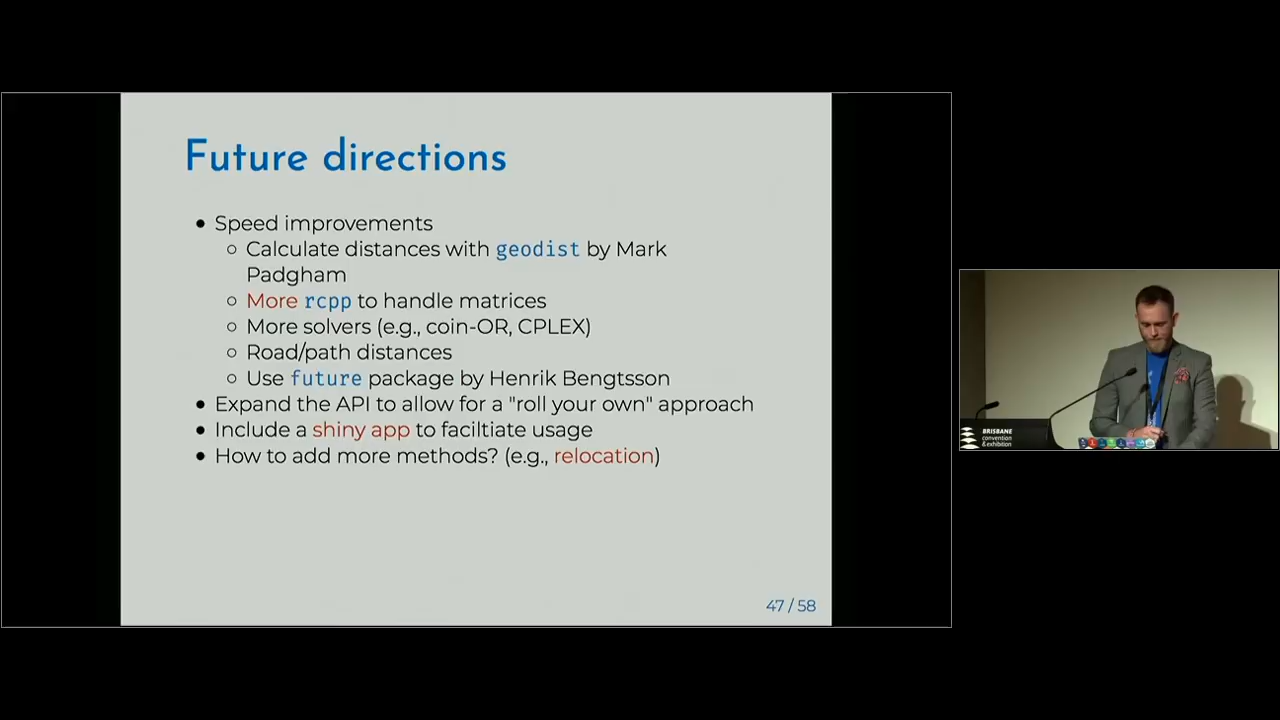 Future directions
• Speed improvements
○ Calculate distances with geodist by Mark
Padgham
○ More rcpp to handle matrices
○ More solvers (e.g., coin-OR, CPLEX)
○ Road/path distances
○ Use future package by Henrik Bengtsson
• Expand the API to allow for a "roll your own" approach
• Include a shiny app to faciltiate usage
• How to add more methods? (e.g., relocation)
47 / 58
BRISBANE
convention
& exhibition